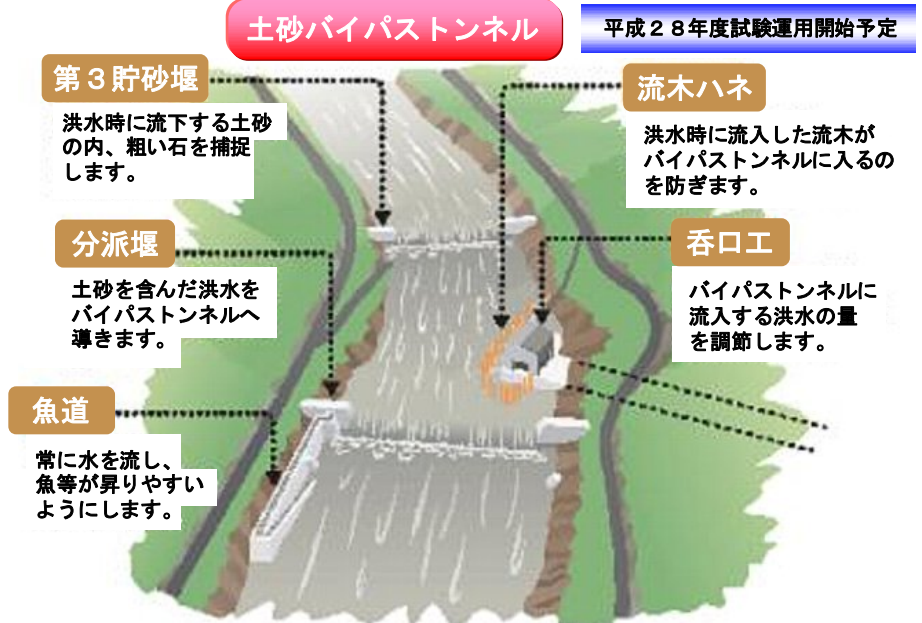 土砂バイパストンネル
平成２８年度試験運用開始予定
第３貯砂堰
洪水時に流下する土砂
の内、粗い石を捕捉
します。
流木ハネ
洪水時に流入した流木が
バイパストンネルに入るの
を防ぎます。
分派堰
土砂を含んだ洪水を
バイパストンネルへ
導きます。
呑口工
バイパストンネルに
流入する洪水の量
を調節します。
魚道
常に水を流し、
魚等が昇りやすい
ようにします。